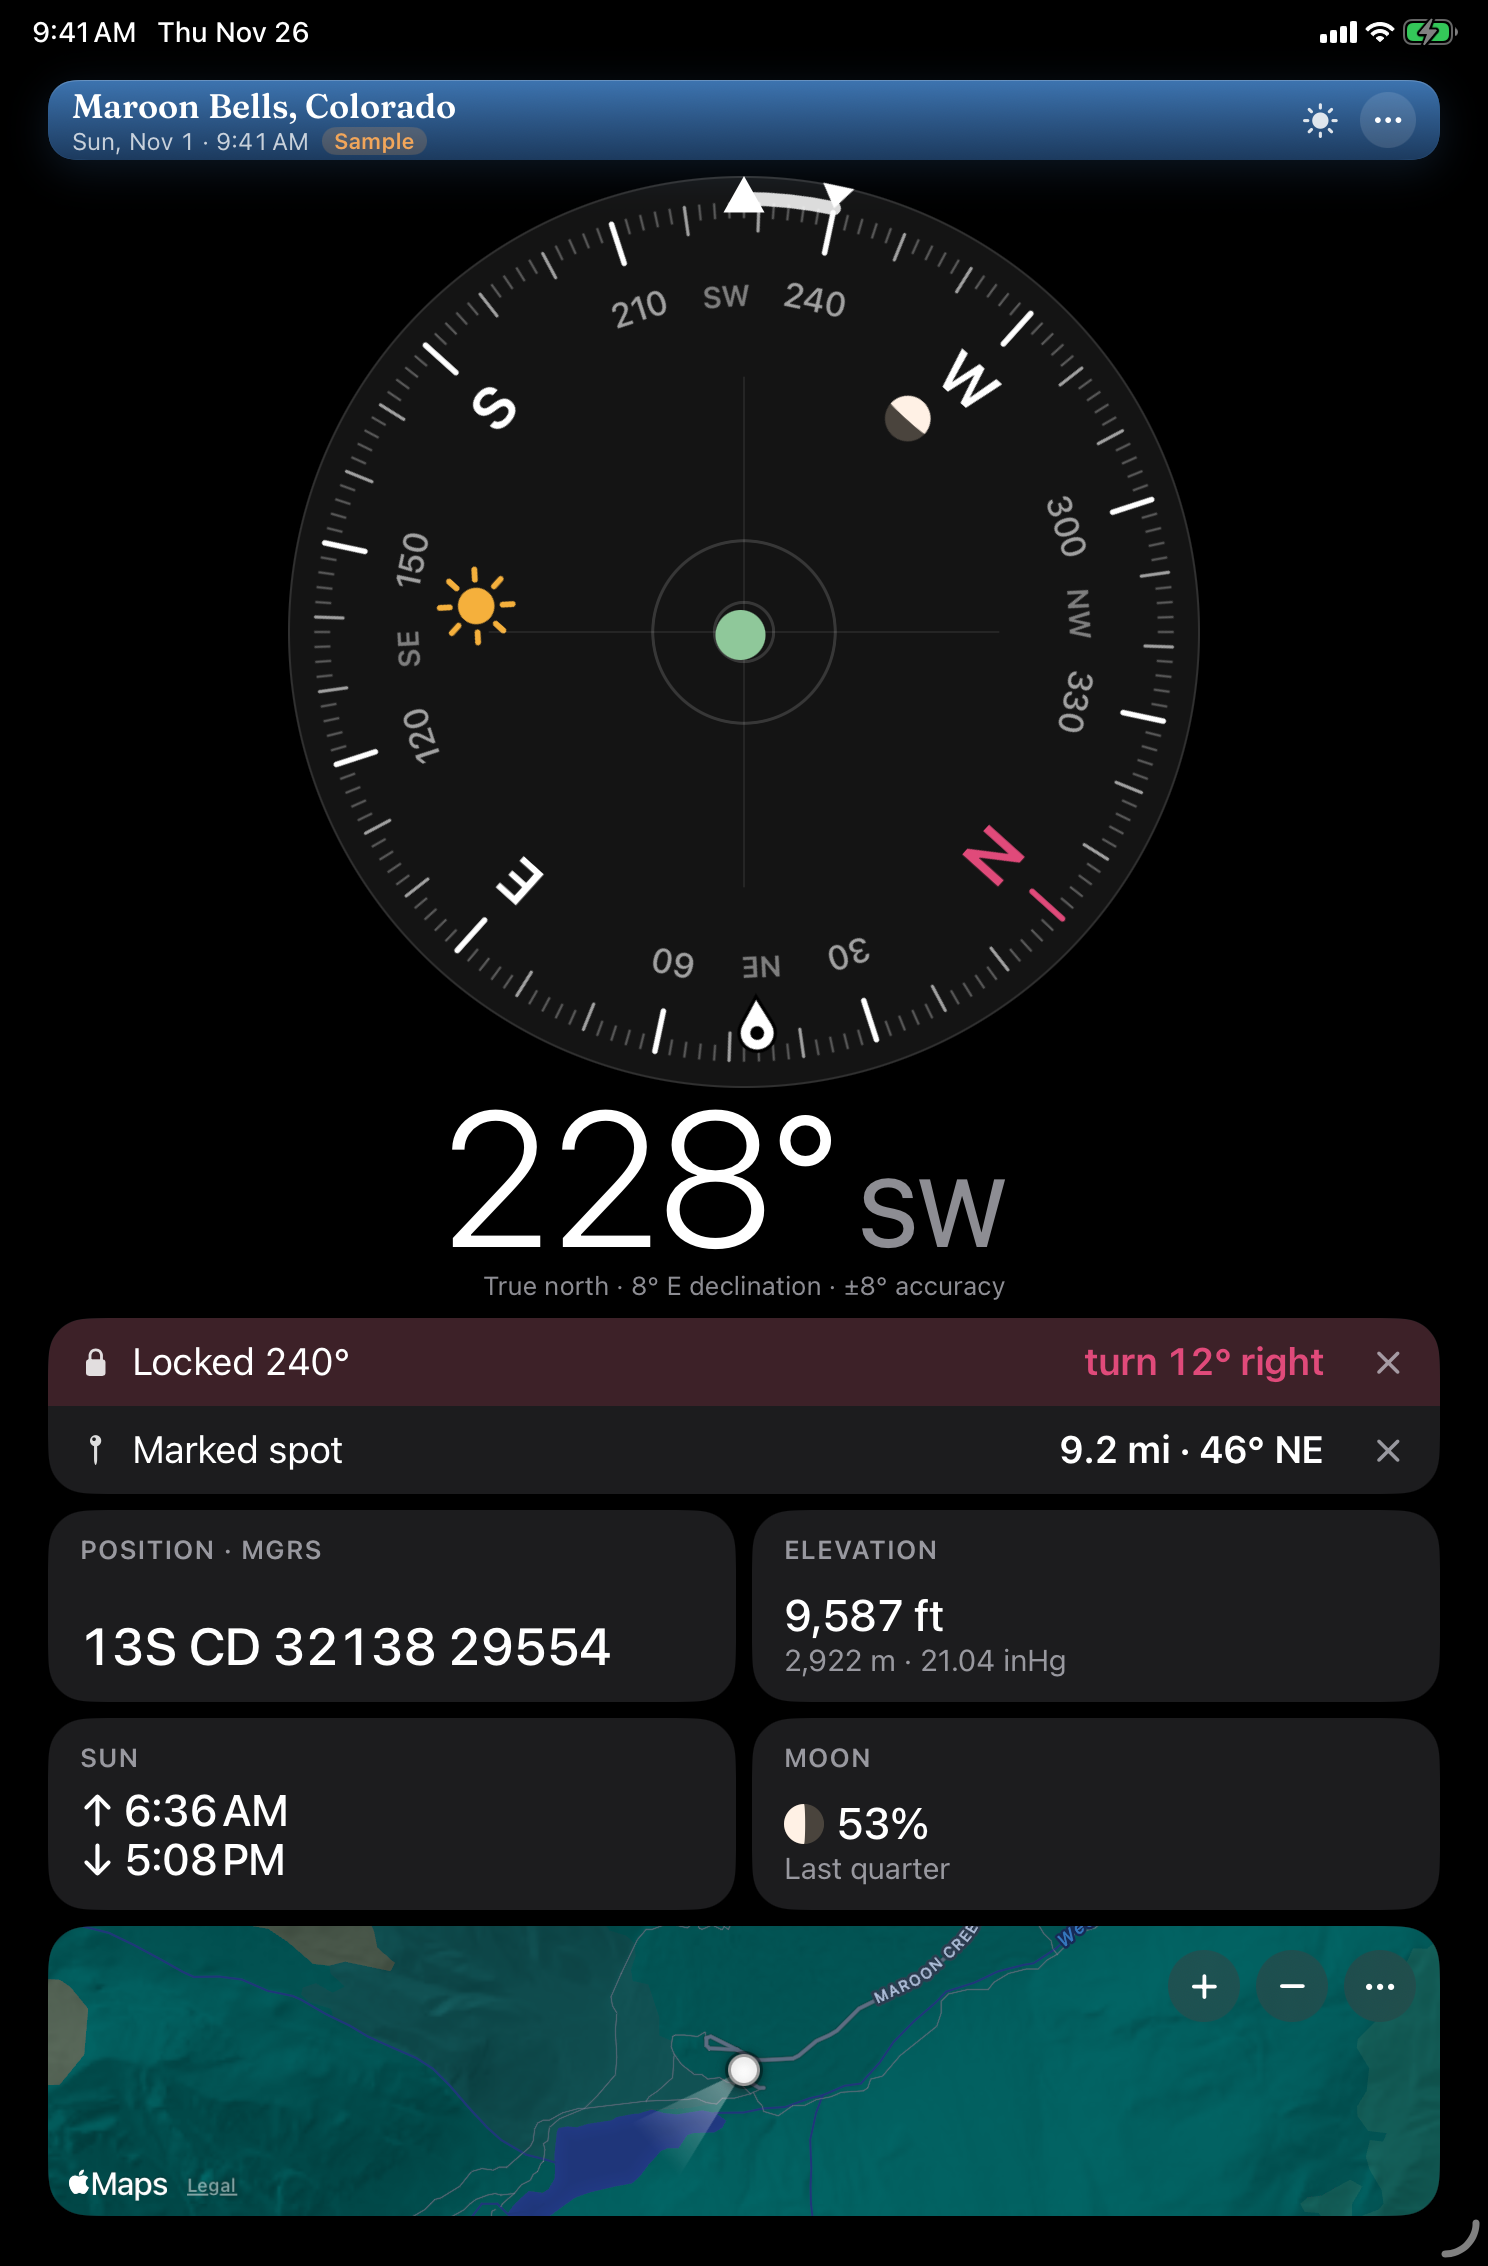 9:41 AM Thu Nov 26
Maroon Bells, Colorado
Sun, Nov 1 · 9:41 AM Sample
210 SW 240
S W
150 300
SE NW
120 330
E N
60 NE 30
228° SW
True north · 8° E declination · ±8° accuracy
Locked 240° turn 12° right
Marked spot 9.2 mi · 46° NE
POSITION · MGRS
13S CD 32138 29554
ELEVATION
9,587 ft
2,922 m · 21.04 inHg
SUN
↑ 6:36 AM
↓ 5:08 PM
MOON
53%
Last quarter
MAROON CREE
We
Maps Legal